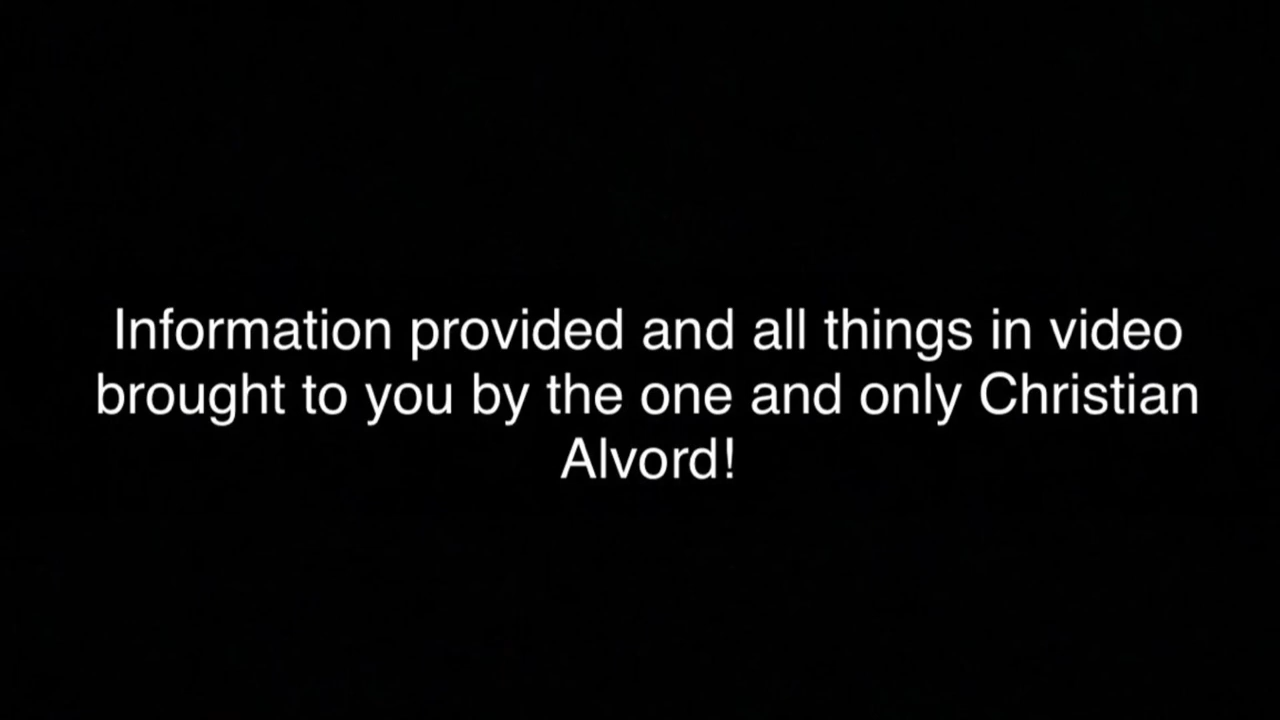 Information provided and all things in video
brought to you by the one and only Christian
Alvord!